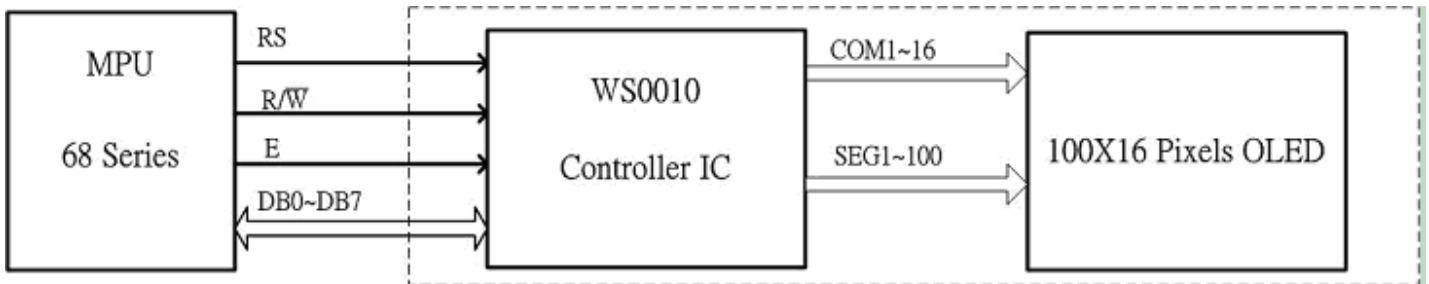 MPU
68 Series
RS
R/W̅
E
DB0~DB7
WS0010
Controller IC
COM1~16
SEG1~100
100X16 Pixels OLED